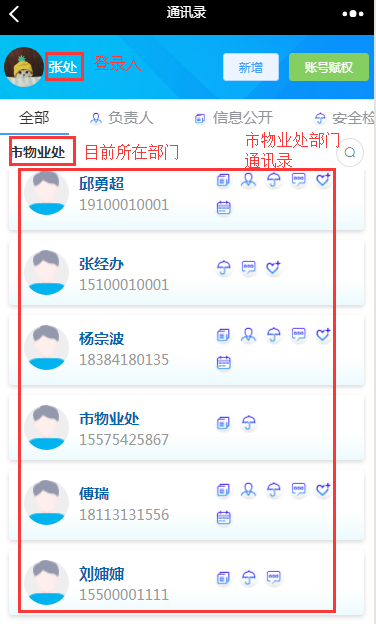 通讯录
张处
登录人
新增
账号赋权
全部
负责人
信息公开
安全检
市物业处
目前所在部门
市物业处部门
通讯录
邱勇超
19100010001
张经办
15100010001
杨宗波
18384180135
市物业处
15575425867
傅瑞
18113131556
刘婶婶
15500001111